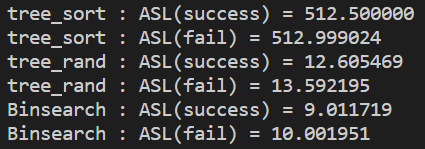 tree_sort : ASL(success) = 512.500000
tree_sort : ASL(fail) = 512.999024
tree_rand : ASL(success) = 12.605469
tree_rand : ASL(fail) = 13.592195
Binsearch : ASL(success) = 9.011719
Binsearch : ASL(fail) = 10.001951